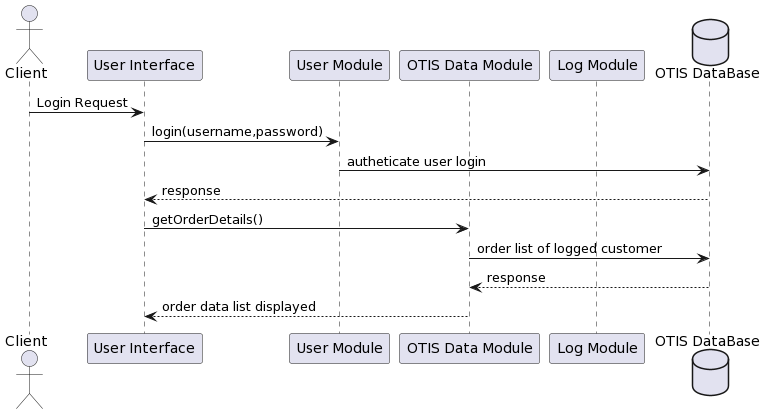 Client
User Interface
User Module
OTIS Data Module
Log Module
OTIS DataBase
Login Request
login(username,password)
autheticate user login
response
getOrderDetails()
order list of logged customer
response
order data list displayed
Client
User Interface
User Module
OTIS Data Module
Log Module
OTIS DataBase